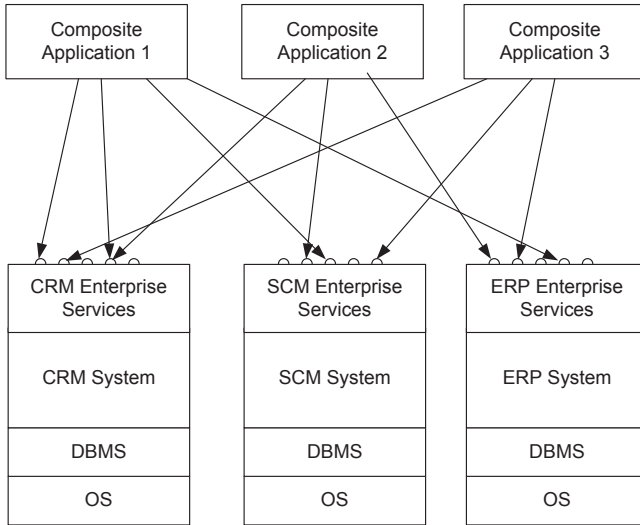 Composite
Application 1
Composite
Application 2
Composite
Application 3
CRM Enterprise
Services
SCM Enterprise
Services
ERP Enterprise
Services
CRM System
SCM System
ERP System
DBMS
DBMS
DBMS
OS
OS
OS